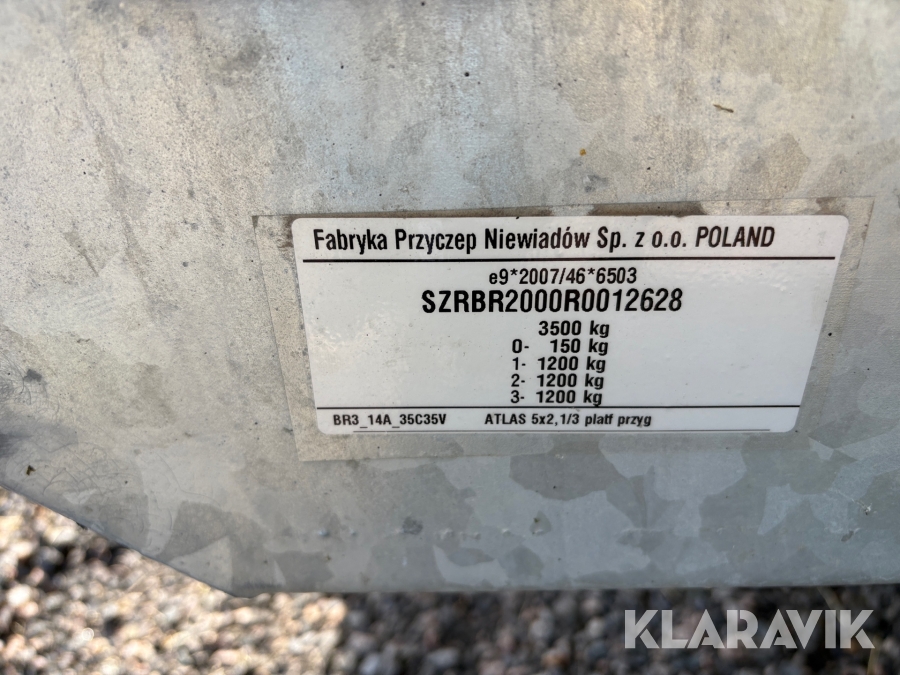 Fabryka Przyczep Niewiadów Sp. z o.o. POLAND
e9*2007/46*6503
SZRBR2000R0012628
3500 kg
0- 150 kg
1- 1200 kg
2- 1200 kg
3- 1200 kg
BR3_14A_35C35V ATLAS 5x2,1/3 platf przyg
KLARAVIK